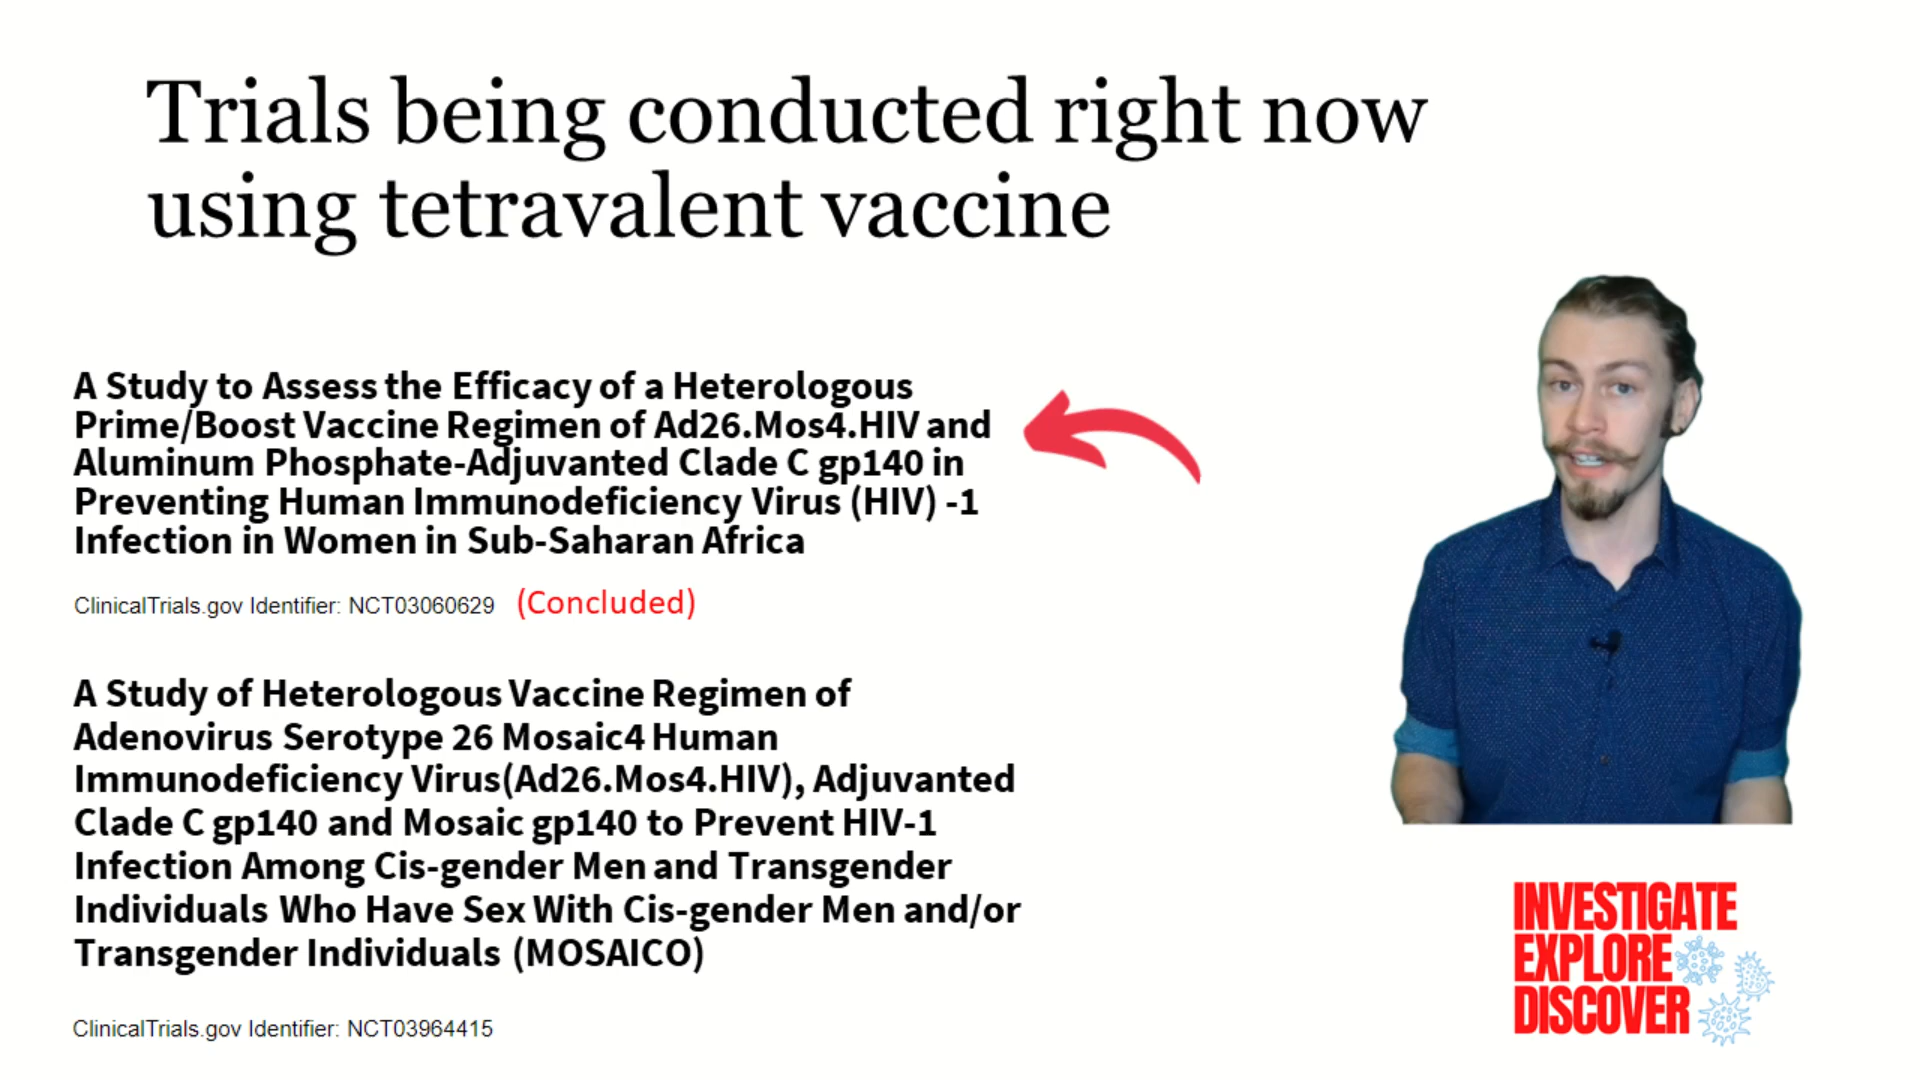 Trials being conducted right now
using tetravalent vaccine
A Study to Assess the Efficacy of a Heterologous
Prime/Boost Vaccine Regimen of Ad26.Mos4.HIV and
Aluminum Phosphate-Adjuvanted Clade C gp140 in
Preventing Human Immunodeficiency Virus (HIV) -1
Infection in Women in Sub-Saharan Africa
ClinicalTrials.gov Identifier: NCT03060629 (Concluded)
A Study of Heterologous Vaccine Regimen of
Adenovirus Serotype 26 Mosaic4 Human
Immunodeficiency Virus(Ad26.Mos4.HIV), Adjuvanted
Clade C gp140 and Mosaic gp140 to Prevent HIV-1
Infection Among Cis-gender Men and Transgender
Individuals Who Have Sex With Cis-gender Men and/or
Transgender Individuals (MOSAICO)
ClinicalTrials.gov Identifier: NCT03964415
INVESTIGATE
EXPLORE
DISCOVER